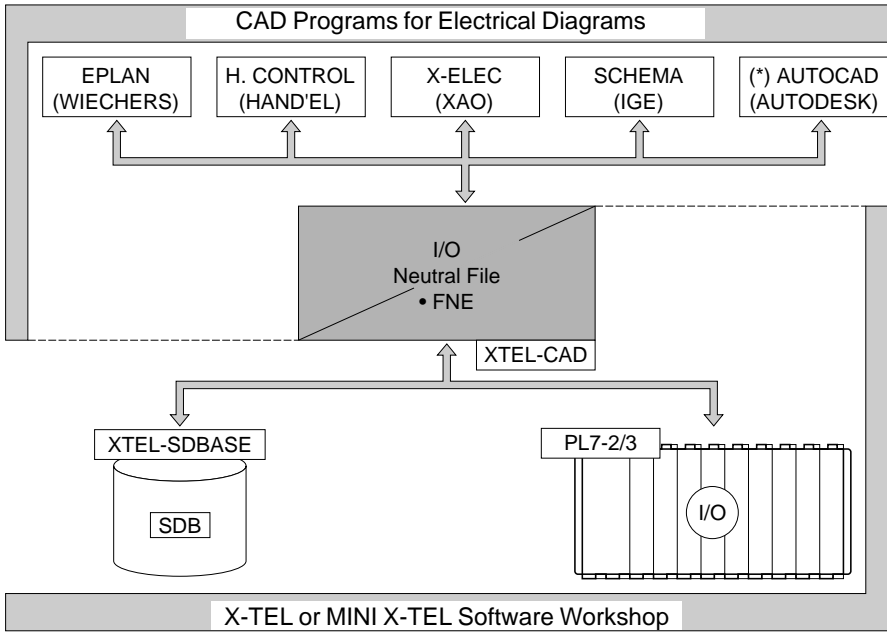 CAD Programs for Electrical Diagrams
EPLAN
(WIECHERS)
H. CONTROL
(HAND'EL)
X-ELEC
(XAO)
SCHEMA
(IGE)
(*) AUTOCAD
(AUTODESK)
I/O
Neutral File
• FNE
XTEL-CAD
XTEL-SDBASE
SDB
PL7-2/3
I/O
X-TEL or MINI X-TEL Software Workshop